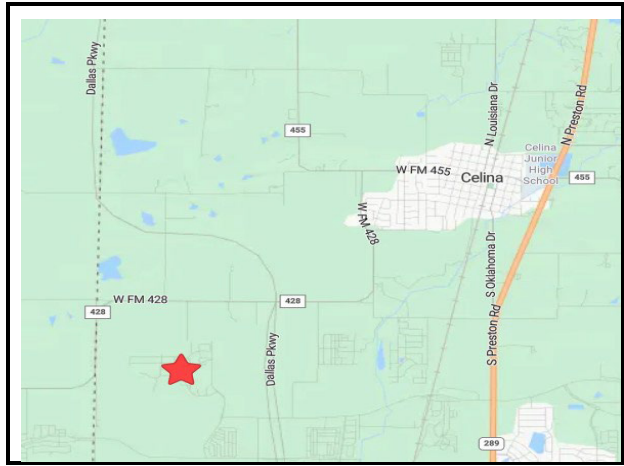 Dallas Pkwy
455
N Louisiana Dr
N Preston Rd
Celina
Junior
High
School
W FM 455
Celina
455
W FM 428
S Oklahoma Dr
W FM 428
428
428
Dallas Pkwy
S Preston Rd
289